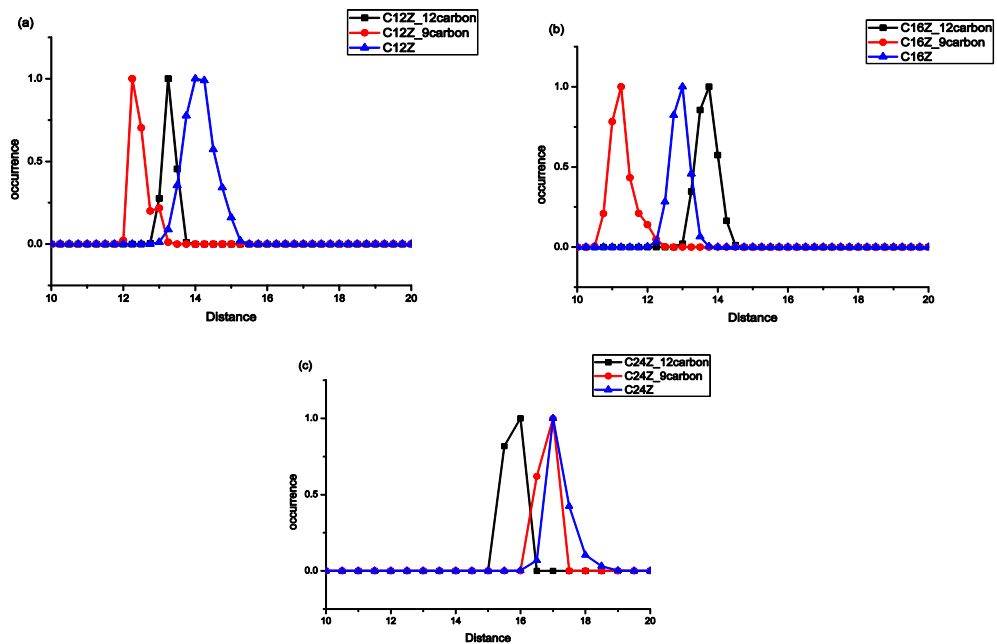 (a)
C12Z_12carbon
C12Z_9carbon
C12Z
1.0
0.5
0.0
occurrence
10 12 14 16 18 20
Distance
(b)
C16Z_12carbon
C16Z_9carbon
C16Z
1.0
0.5
0.0
occurrence
10 12 14 16 18 20
Distance
(c)
C24Z_12carbon
C24Z_9carbon
C24Z
1.0
0.5
0.0
occurrence
10 12 14 16 18 20
Distance